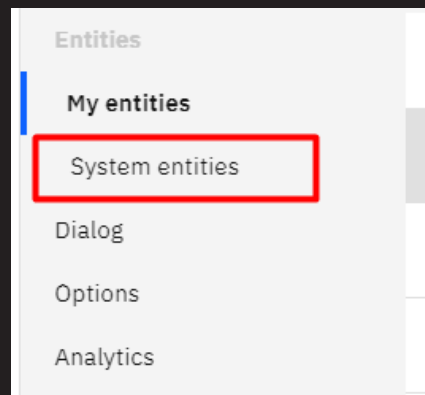 Entities
My entities
System entities
Dialog
Options
Analytics